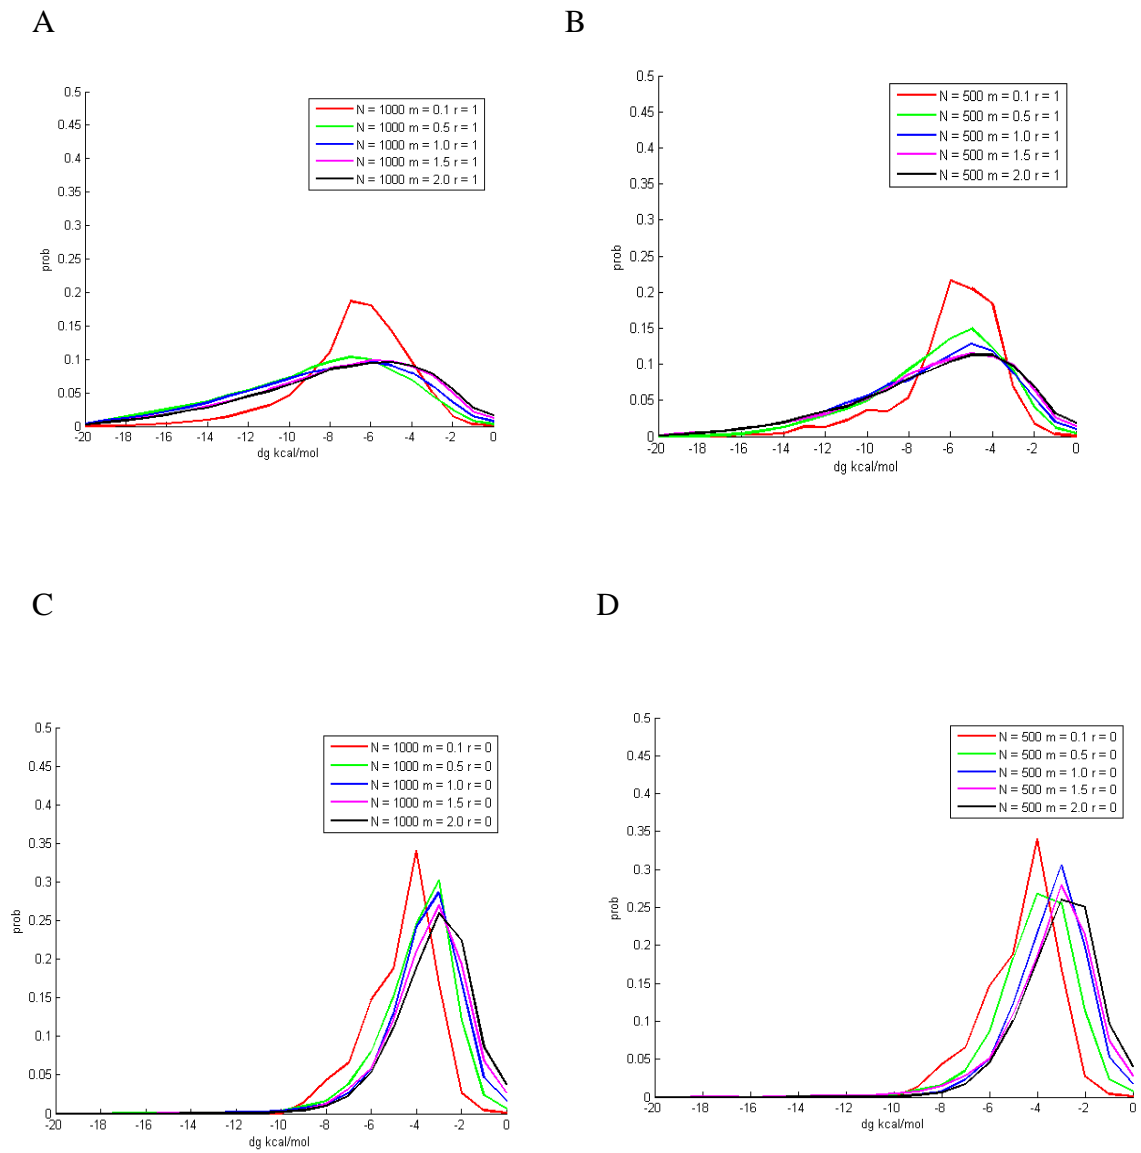 A
B
0.5
0.45
0.4
0.35
0.3
0.25
0.2
0.15
0.1
0.05
0
prob
N = 1000 m = 0.1 r = 1
N = 1000 m = 0.5 r = 1
N = 1000 m = 1.0 r = 1
N = 1000 m = 1.5 r = 1
N = 1000 m = 2.0 r = 1
-20 -18 -16 -14 -12 -10 -8 -6 -4 -2 0
dg kcal/mol
0.5
0.45
0.4
0.35
0.3
0.25
0.2
0.15
0.1
0.05
0
prob
N = 500 m = 0.1 r = 1
N = 500 m = 0.5 r = 1
N = 500 m = 1.0 r = 1
N = 500 m = 1.5 r = 1
N = 500 m = 2.0 r = 1
-20 -18 -16 -14 -12 -10 -8 -6 -4 -2 0
dg kcal/mol
C
D
0.5
0.45
0.4
0.35
0.3
0.25
0.2
0.15
0.1
0.05
0
prob
N = 1000 m = 0.1 r = 0
N = 1000 m = 0.5 r = 0
N = 1000 m = 1.0 r = 0
N = 1000 m = 1.5 r = 0
N = 1000 m = 2.0 r = 0
-20 -18 -16 -14 -12 -10 -8 -6 -4 -2 0
dg kcal/mol
0.5
0.45
0.4
0.35
0.3
0.25
0.2
0.15
0.1
0.05
0
prob
N = 500 m = 0.1 r = 0
N = 500 m = 0.5 r = 0
N = 500 m = 1.0 r = 0
N = 500 m = 1.5 r = 0
N = 500 m = 2.0 r = 0
-20 -18 -16 -14 -12 -10 -8 -6 -4 -2 0
dg kcal/mol